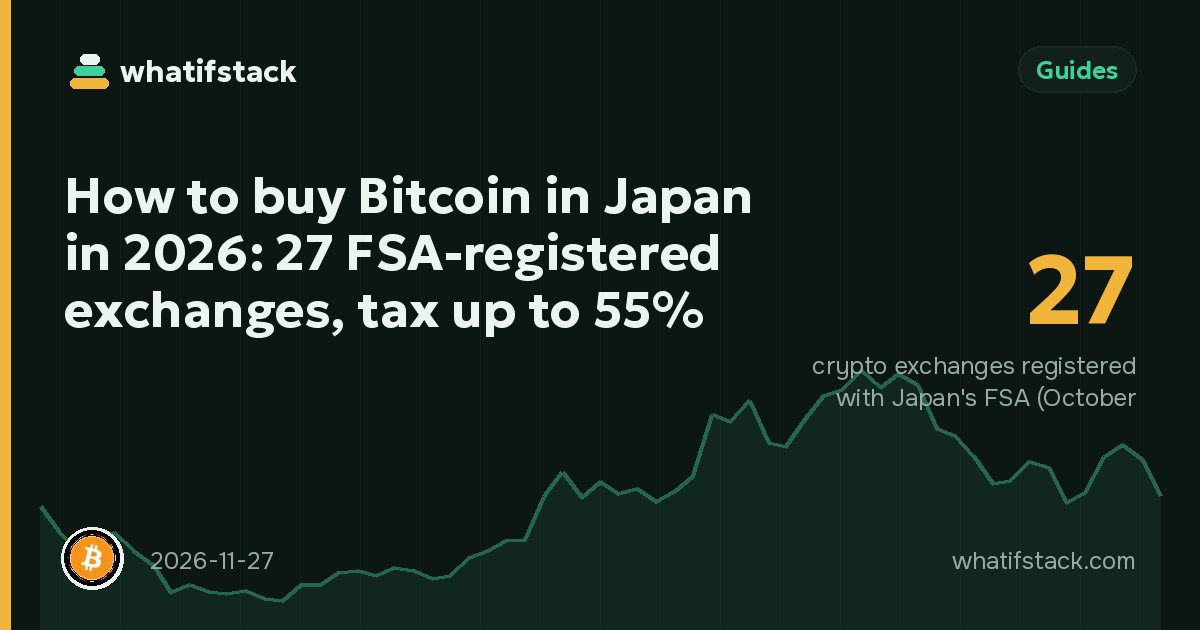 whatifstack
Guides
How to buy Bitcoin in Japan
in 2026: 27 FSA-registered
exchanges, tax up to 55%
27
crypto exchanges registered
with Japan's FSA (October
2026-11-27
whatifstack.com